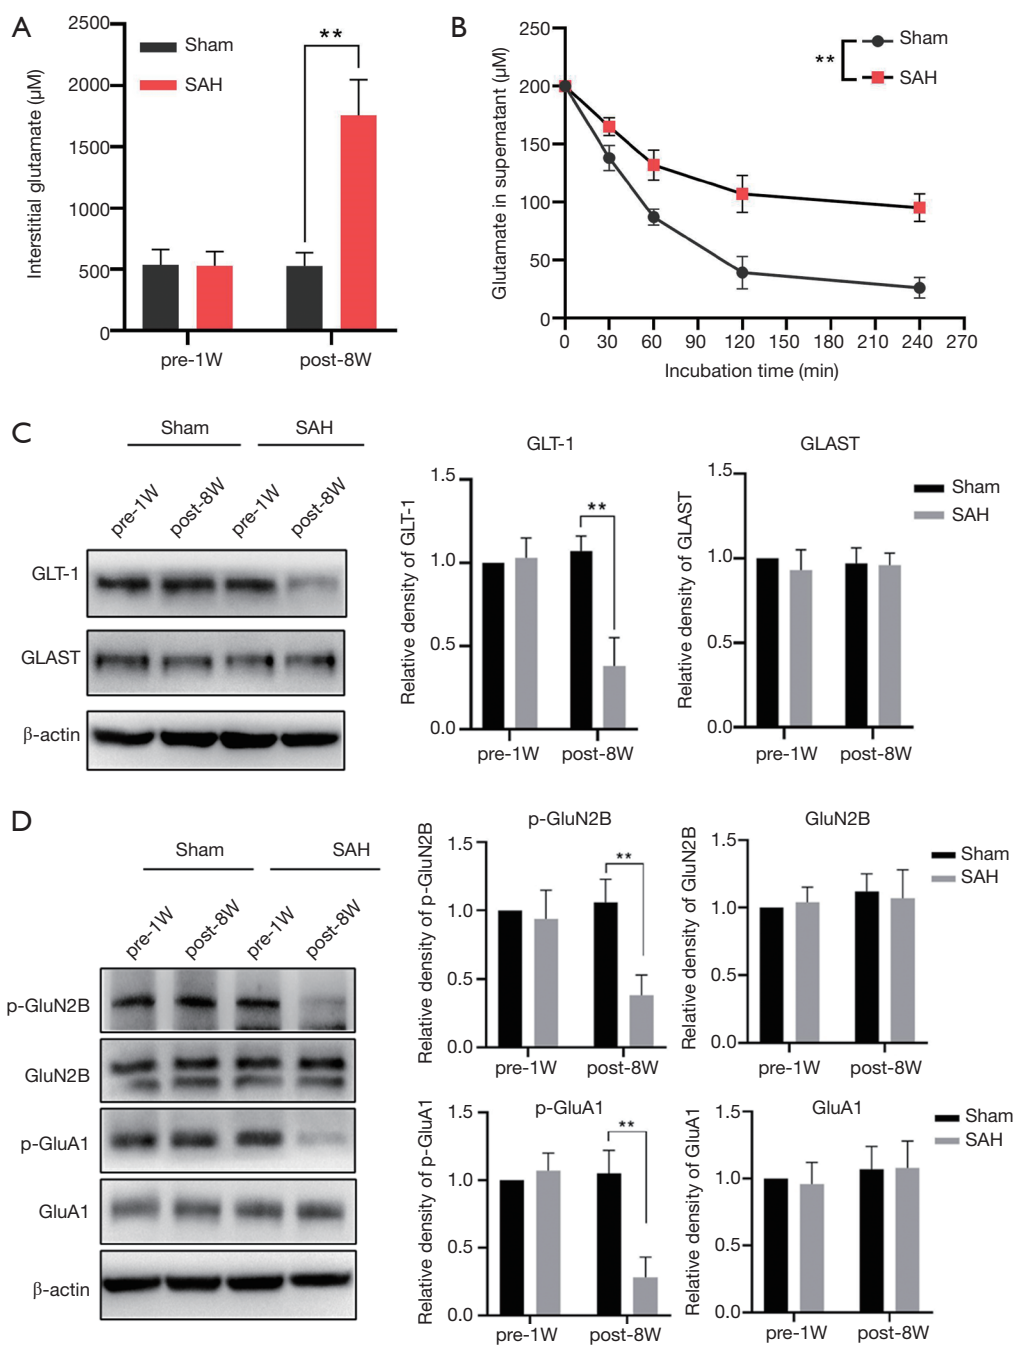 A
Interstitial glutamate (μM)
2500
2000
1500
1000
500
0
Sham
SAH
**
pre-1W
post-8W
B
Glutamate in supernatant (μM)
250
200
150
100
50
0
**
Sham
SAH
0 30 60 90 120 150 180 210 240 270
Incubation time (min)
C
Sham
SAH
pre-1W
post-8W
pre-1W
post-8W
GLT-1
GLAST
β-actin
GLT-1
Relative density of GLT-1
1.5
1.0
0.5
0.0
**
pre-1W
post-8W
GLAST
Relative density of GLAST
1.5
1.0
0.5
0.0
pre-1W
post-8W
Sham
SAH
D
Sham
SAH
pre-1W
post-8W
pre-1W
post-8W
p-GluN2B
GluN2B
p-GluA1
GluA1
β-actin
p-GluN2B
Relative density of p-GluN2B
1.5
1.0
0.5
0.0
**
pre-1W
post-8W
GluN2B
Relative density of GluN2B
1.5
1.0
0.5
0.0
pre-1W
post-8W
Sham
SAH
p-GluA1
Relative density of p-GluA1
1.5
1.0
0.5
0.0
**
pre-1W
post-8W
GluA1
Relative density of GluA1
1.5
1.0
0.5
0.0
pre-1W
post-8W
Sham
SAH